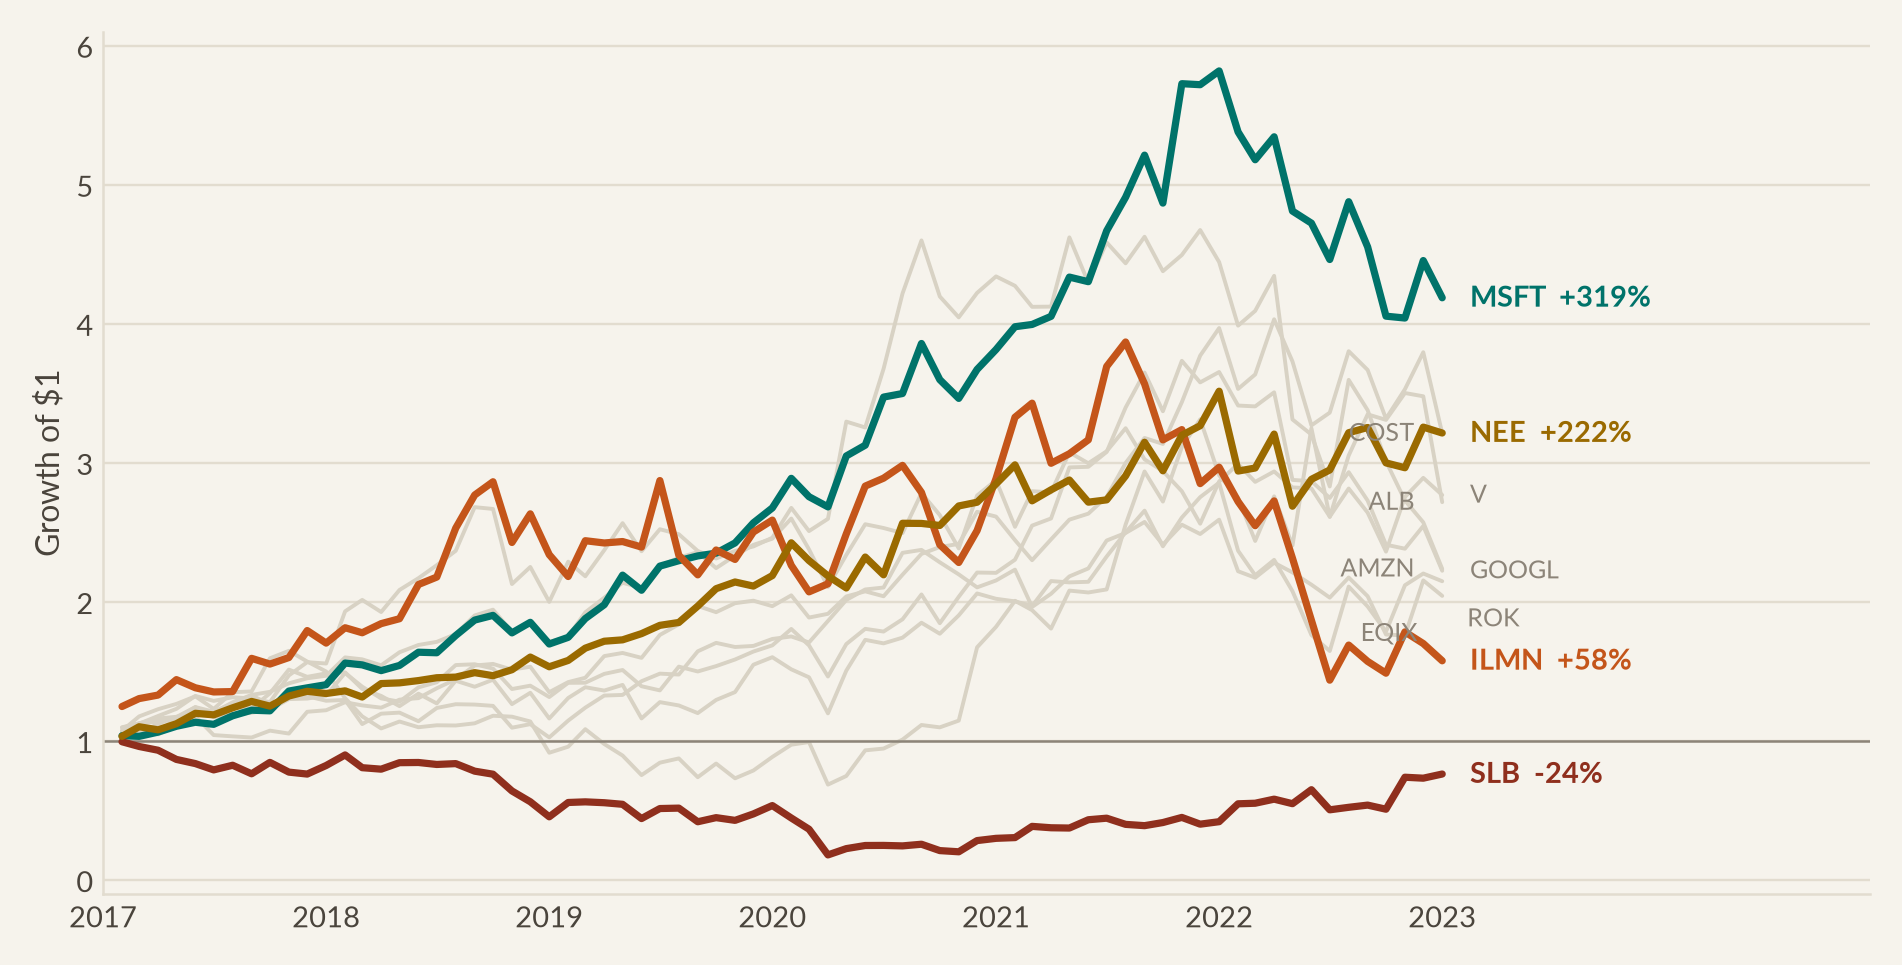 Growth of $1
6
5
4
3
2
1
0
MSFT +319%
COST
NEE +222%
V
ALB
AMZN
GOOGL
ROK
EQIX
ILMN +58%
SLB -24%
2017 2018 2019 2020 2021 2022 2023